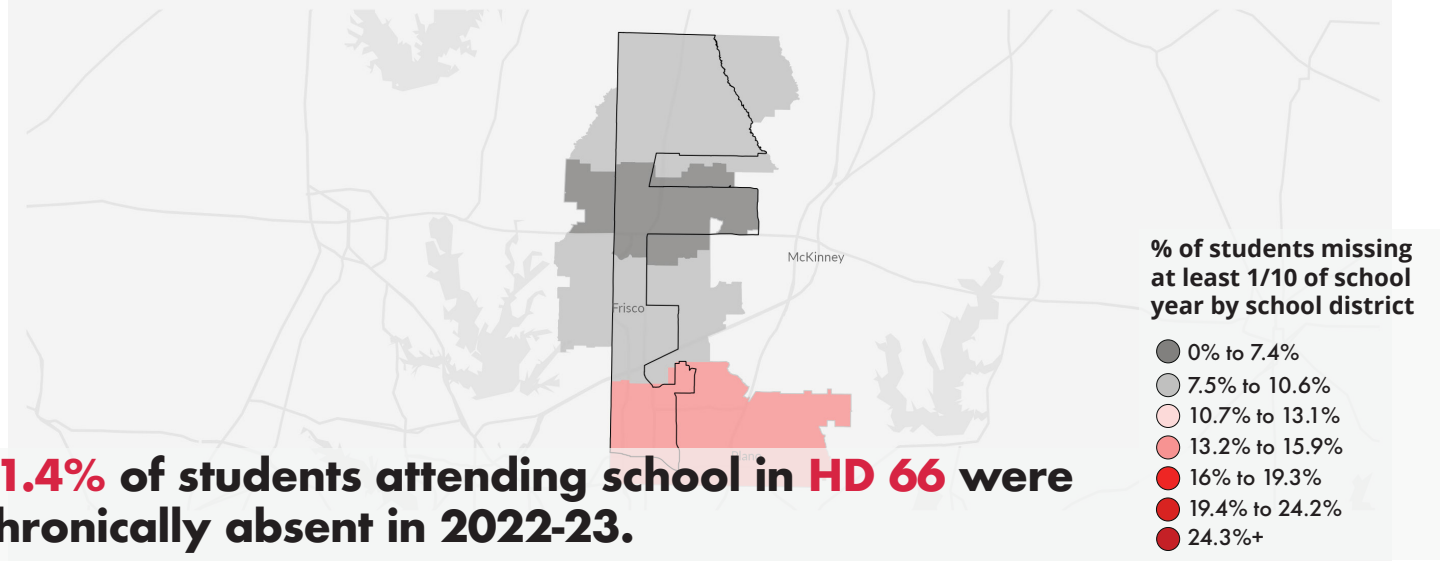 McKinney
Frisco
Plano
% of students missing
at least 1/10 of school
year by school district
0% to 7.4%
7.5% to 10.6%
10.7% to 13.1%
13.2% to 15.9%
16% to 19.3%
19.4% to 24.2%
24.3%+
1.4% of students attending school in HD 66 were
hronically absent in 2022-23.